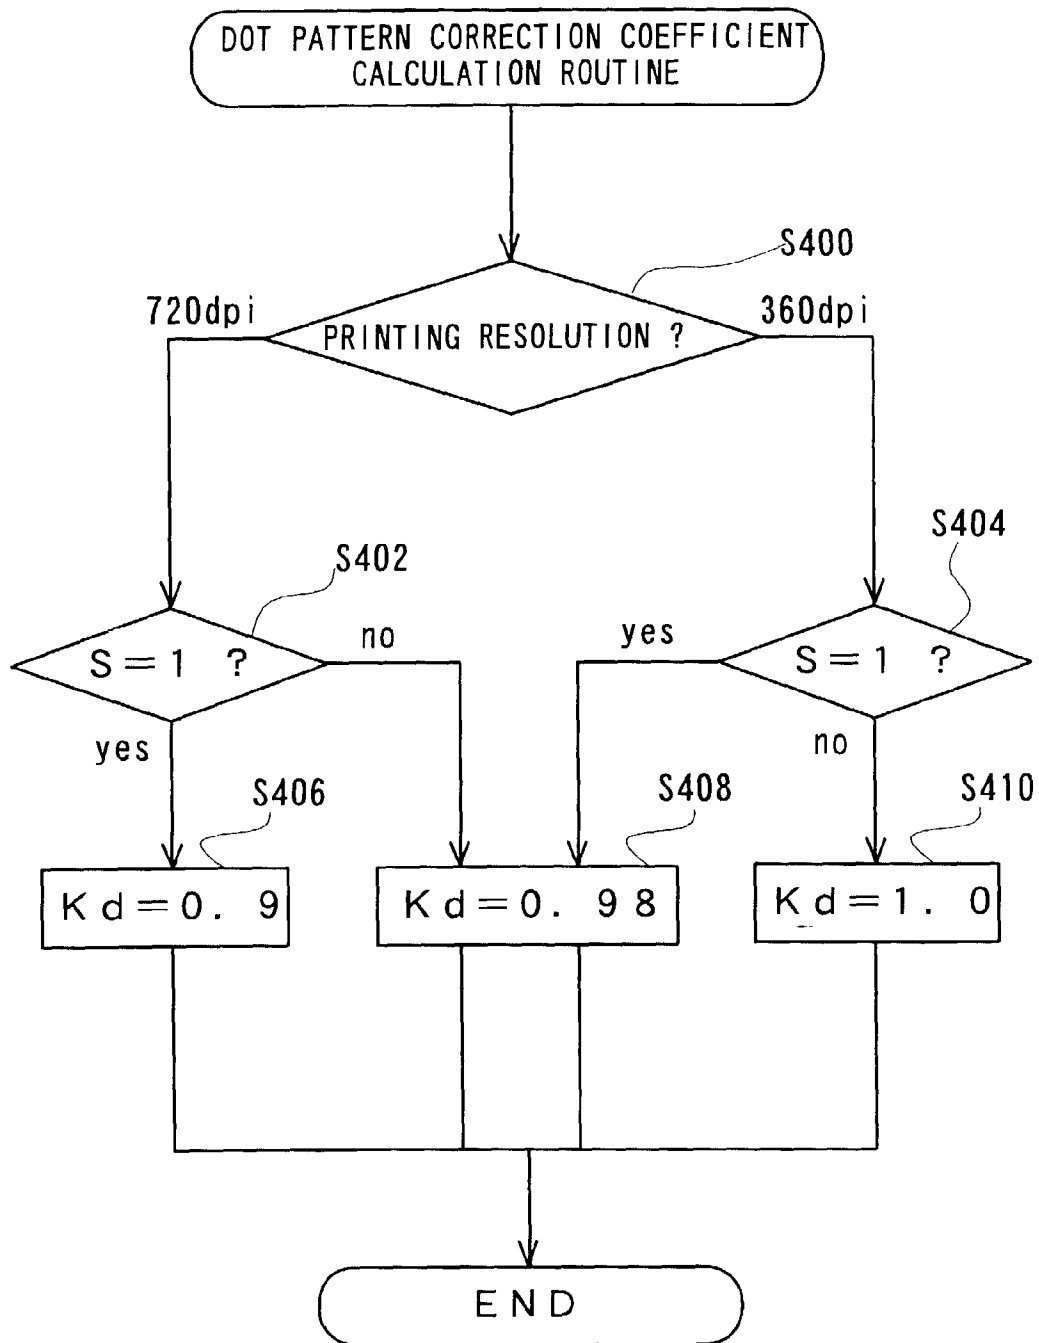 DOT PATTERN CORRECTION COEFFICIENT
CALCULATION ROUTINE
S400
720dpi
360dpi
PRINTING RESOLUTION ?
S404
S402
S=1 ?
no
yes
S=1 ?
yes
no
S406
S408
S410
Kd=0. 9
Kd=0. 98
Kd=1. 0
END